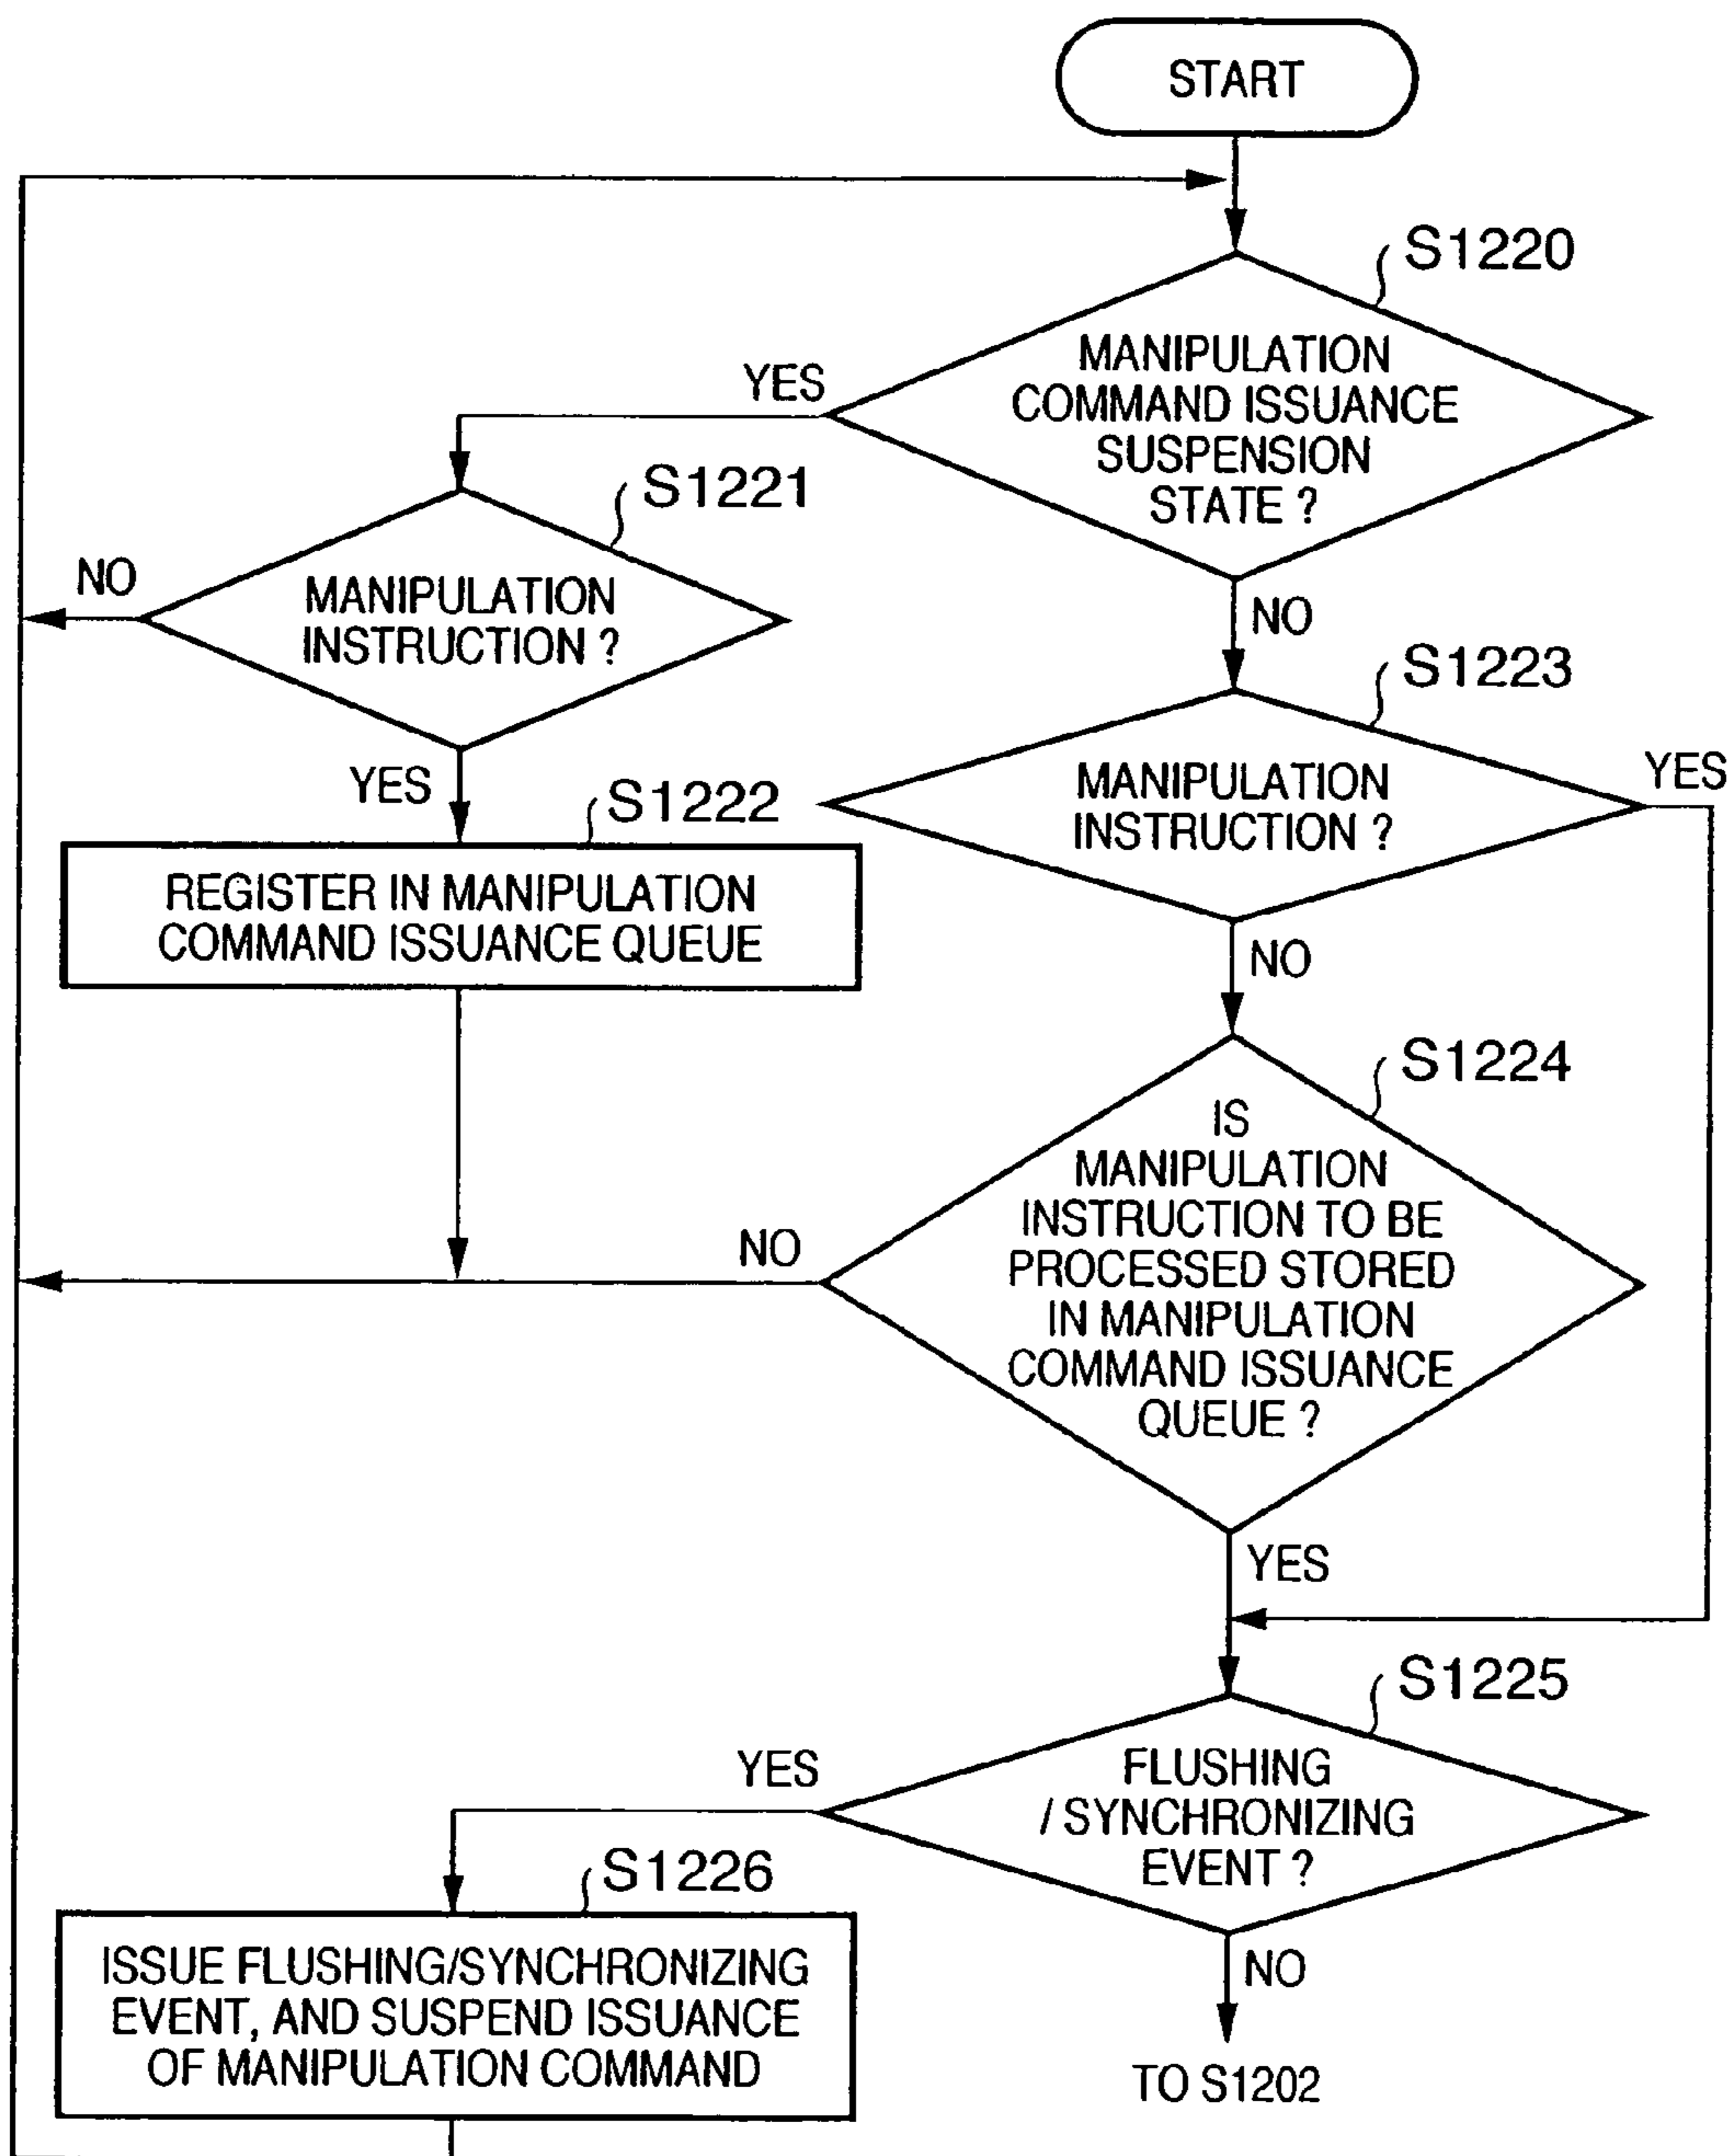 START
S1220
MANIPULATION
COMMAND ISSUANCE
SUSPENSION
STATE ?
YES
NO
S1221
MANIPULATION
INSTRUCTION ?
NO
YES
S1222
REGISTER IN MANIPULATION
COMMAND ISSUANCE QUEUE
S1223
MANIPULATION
INSTRUCTION ?
YES
NO
S1224
IS
MANIPULATION
INSTRUCTION TO BE
PROCESSED STORED
IN MANIPULATION
COMMAND ISSUANCE
QUEUE ?
NO
YES
S1225
FLUSHING
/ SYNCHRONIZING
EVENT ?
YES
NO
S1226
ISSUE FLUSHING/SYNCHRONIZING
EVENT, AND SUSPEND ISSUANCE
OF MANIPULATION COMMAND
TO S1202